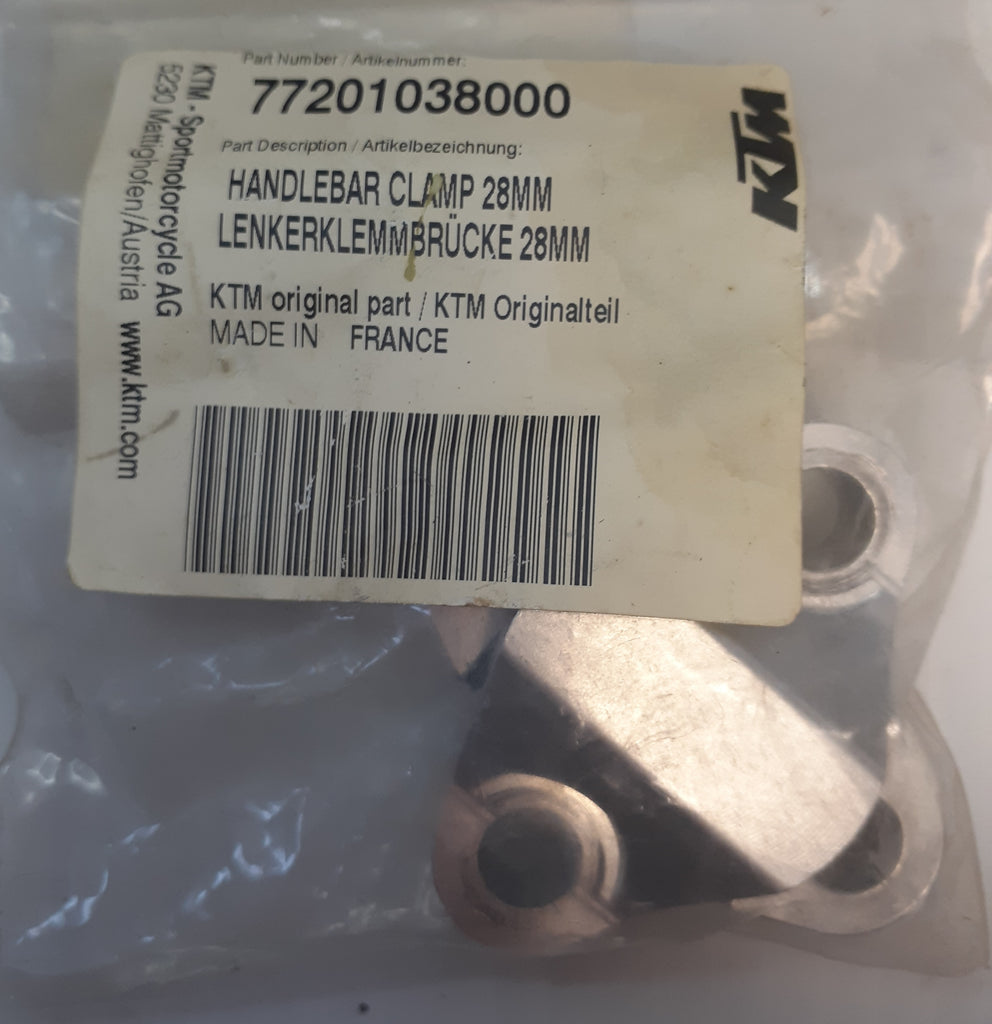 Part Number / Artikelnummer:
77201038000
Part Description / Artikelbezeichnung:
HANDLEBAR CLAMP 28MM
LENKERKLEMMBRÜCKE 28MM
KTM original part / KTM Originalteil
MADE IN FRANCE
KTM - Sportmotorcycle AG
5230 Mattighofen/Austria www.ktm.com
KTM